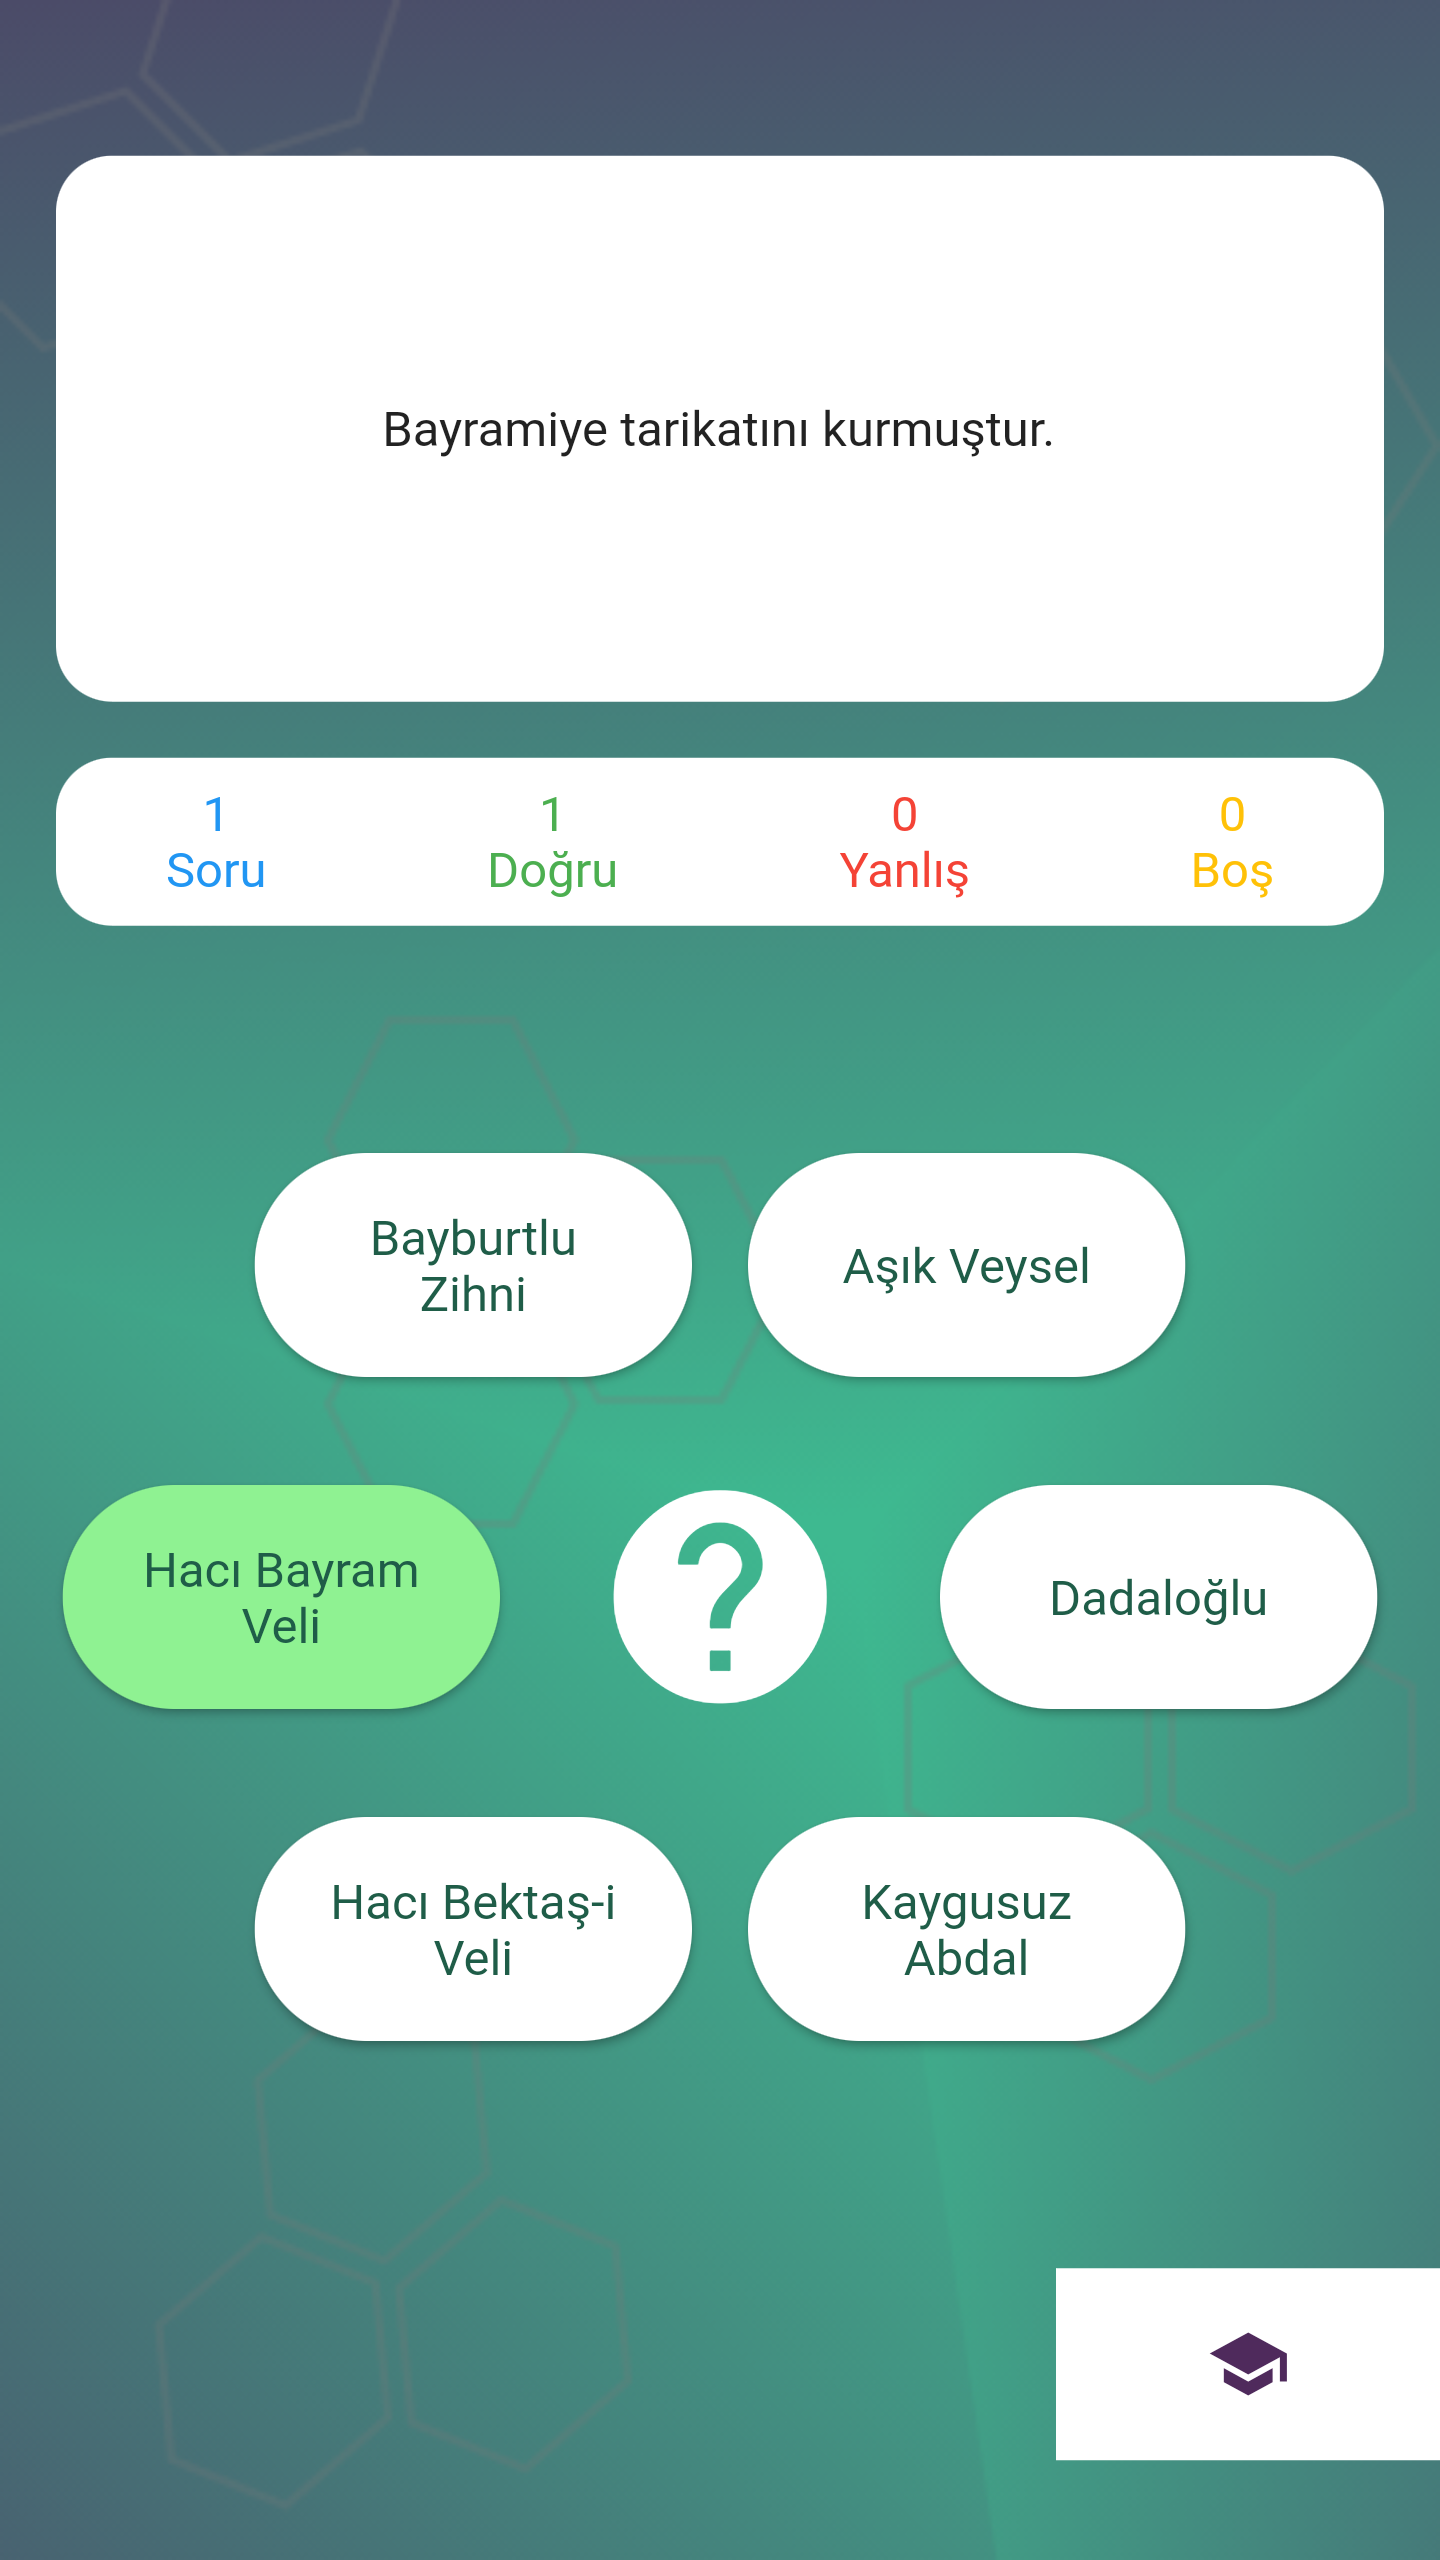 Bayramiye tarikatını kurmuştur.
1
Soru
1
Doğru
0
Yanlış
0
Boş
Bayburtlu
Zihni
Aşık Veysel
Hacı Bayram
Veli
?
Dadaloğlu
Hacı Bektaş-i
Veli
Kaygusuz
Abdal